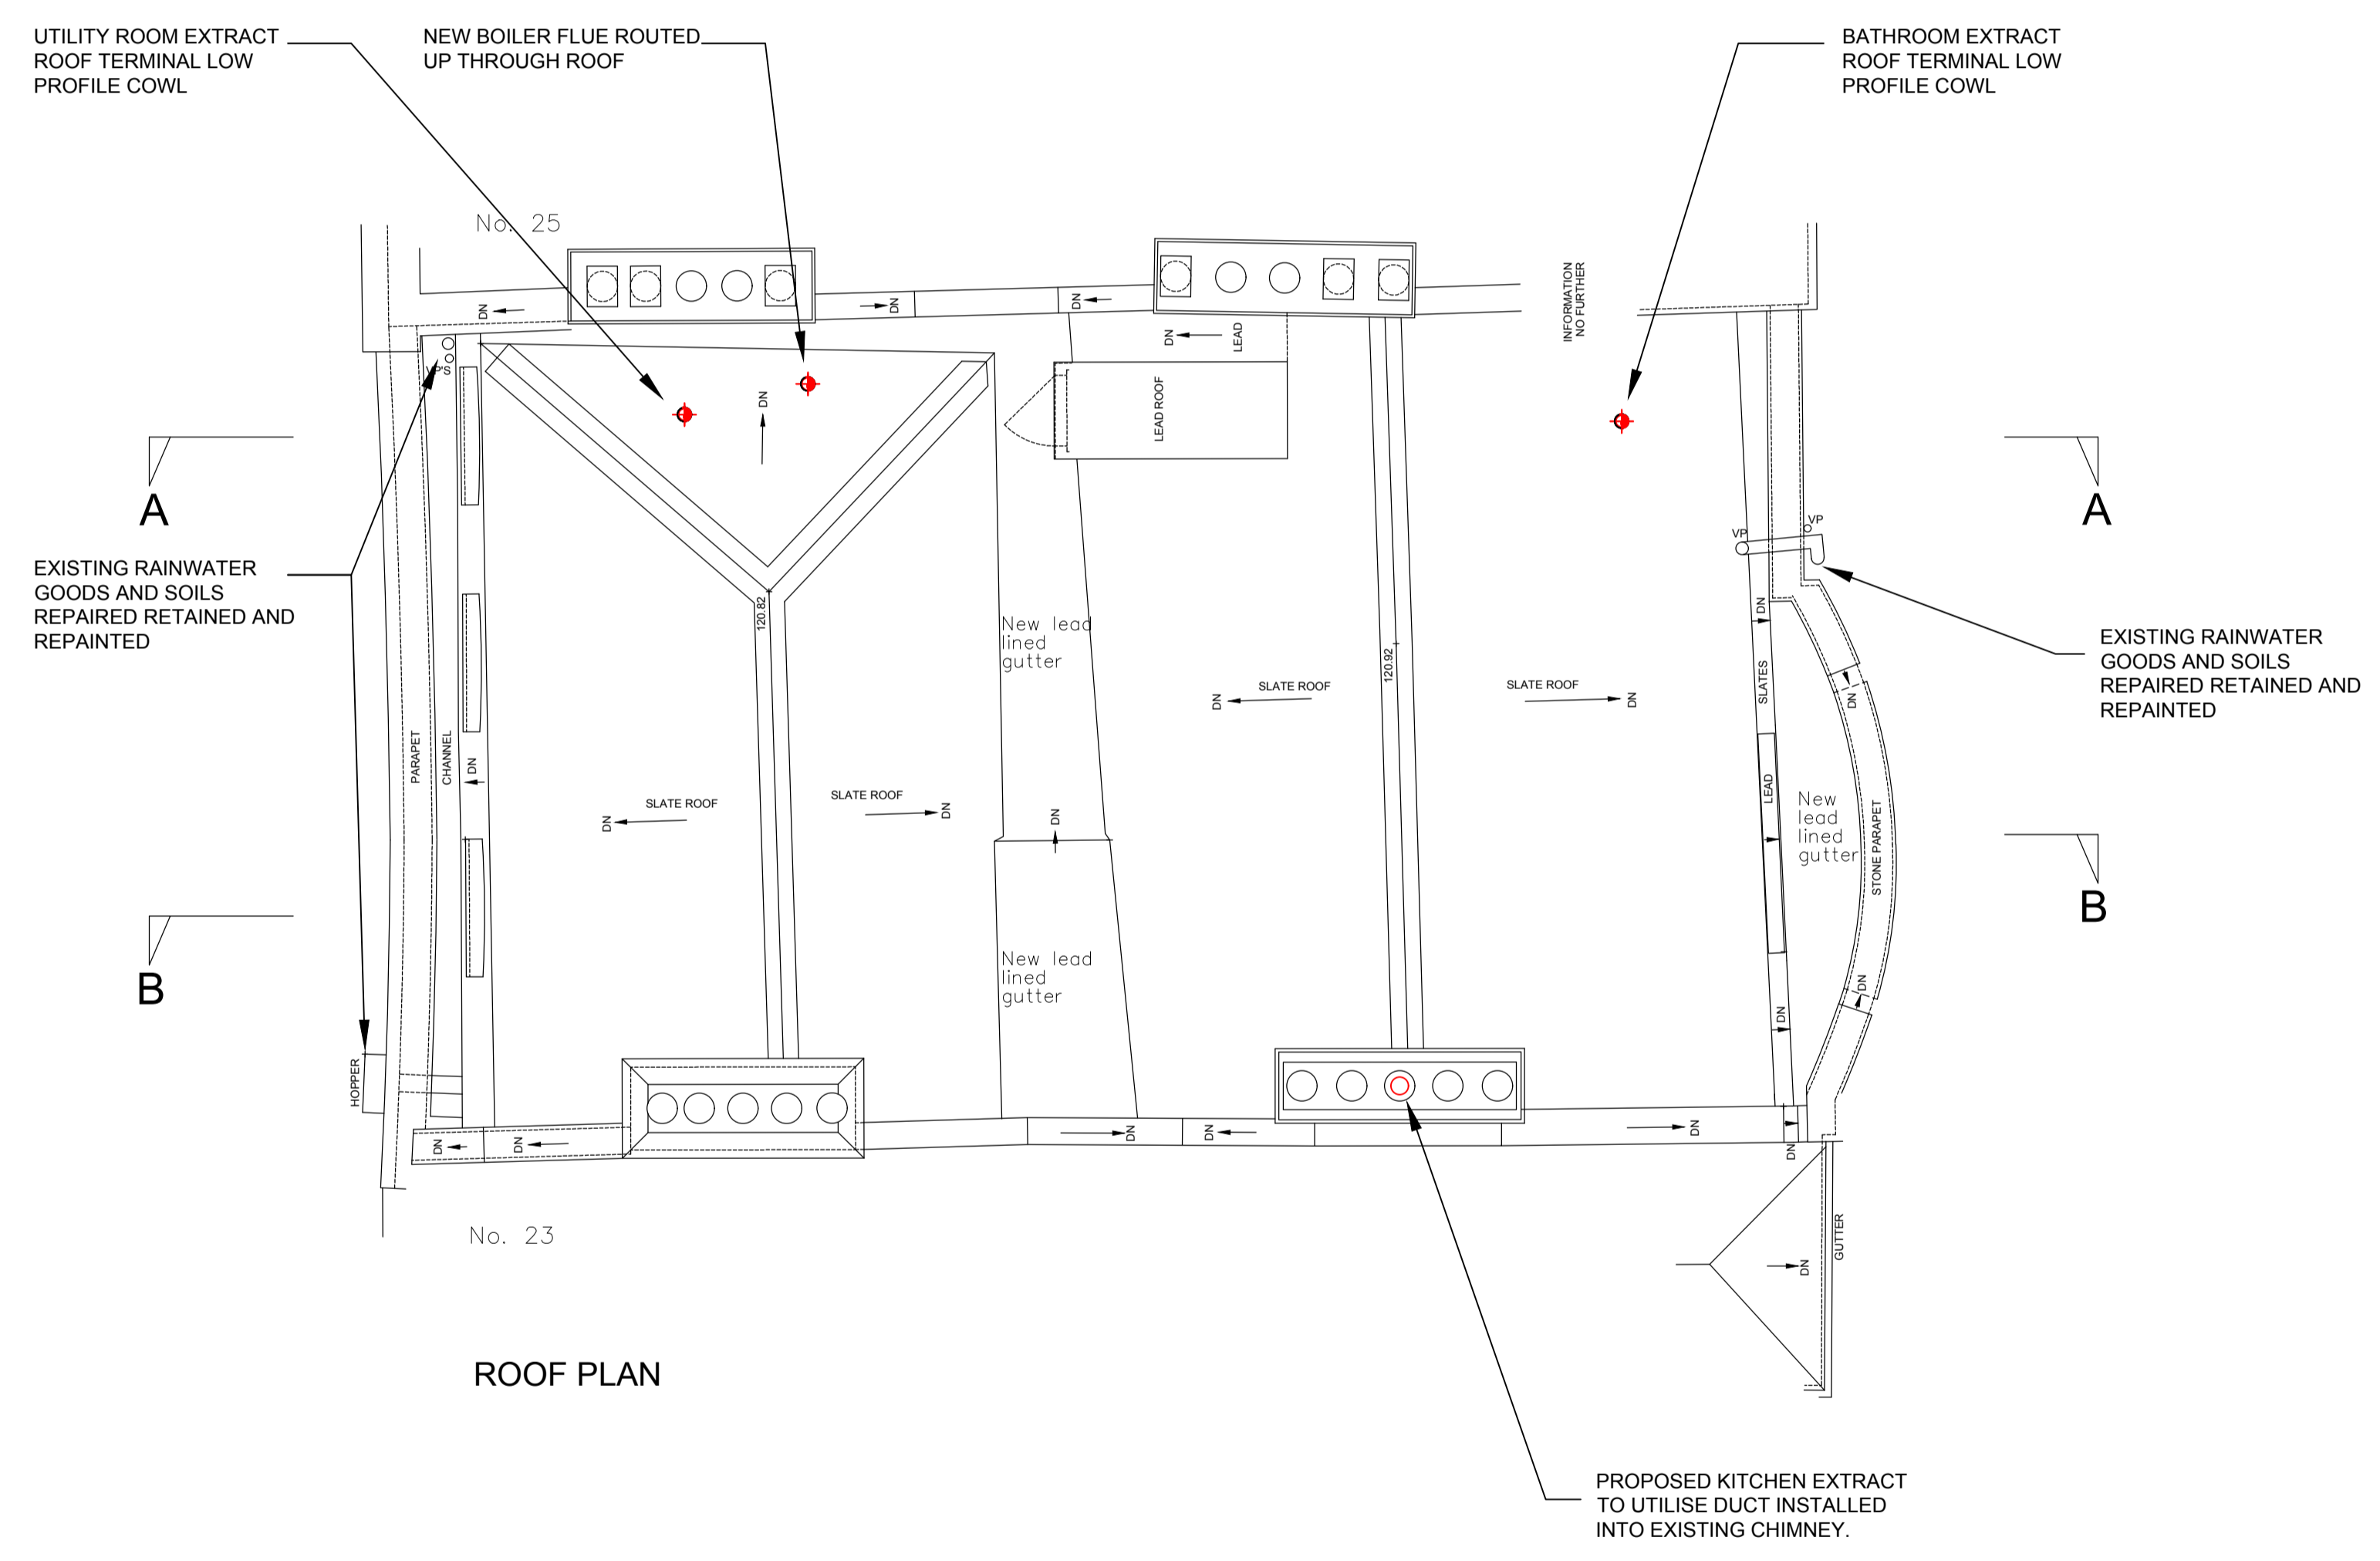 UTILITY ROOM EXTRACT
ROOF TERMINAL LOW
PROFILE COWL
NEW BOILER FLUE ROUTED
UP THROUGH ROOF
BATHROOM EXTRACT
ROOF TERMINAL LOW
PROFILE COWL
No. 25
DN
DN
DN
INFORMATION
NO FURTHER
DN
LEAD
VP'S
LEAD ROOF
DN
A
A
VP
VP
EXISTING RAINWATER
GOODS AND SOILS
REPAIRED RETAINED AND
REPAINTED
120.82
New lead
lined
gutter
120.92
DN
EXISTING RAINWATER
GOODS AND SOILS
REPAIRED RETAINED AND
REPAINTED
SLATE ROOF
DN
SLATE ROOF
DN
SLATES
DN
PARAPET
CHANNEL
DN
SLATE ROOF
DN
SLATE ROOF
DN
DN
LEAD
New
lead
lined
gutter
STONE PARAPET
B
B
New lead
lined
gutter
DN
DN
HOPPER
DN
DN
DN
DN
DN
DN
No. 23
GUTTER
DN
ROOF PLAN
PROPOSED KITCHEN EXTRACT
TO UTILISE DUCT INSTALLED
INTO EXISTING CHIMNEY.